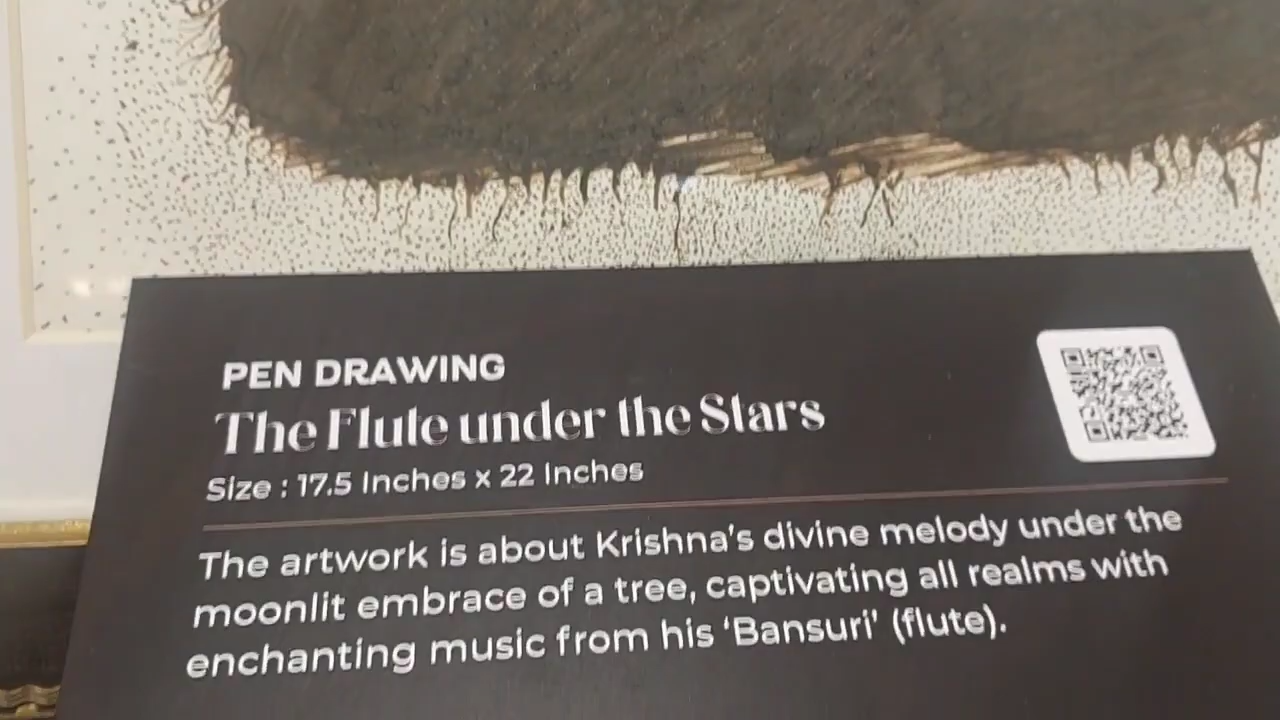 PEN DRAWING
The Flute under the Stars
Size : 17.5 Inches x 22 Inches
The artwork is about Krishna's divine melody under the
moonlit embrace of a tree, captivating all realms with
enchanting music from his ‘Bansuri’ (flute).